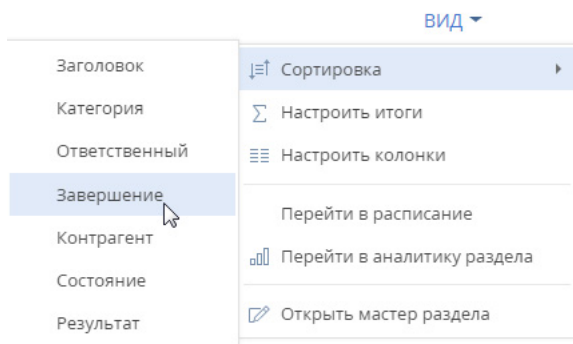 ВИД
Сортировка
Настроить итоги
Настроить колонки
Перейти в расписание
Перейти в аналитику раздела
Открыть мастер раздела
Заголовок
Категория
Ответственный
Завершение
Контрагент
Состояние
Результат